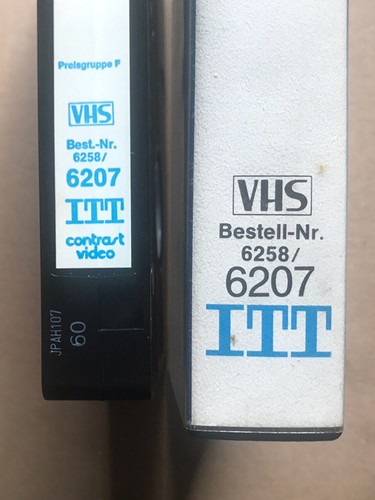 Preisgruppe F
VHS
Best.-Nr.
6258/
6207
ITT
contrast
video
JPAH107
60
VHS
Bestell-Nr.
6258/
6207
ITT